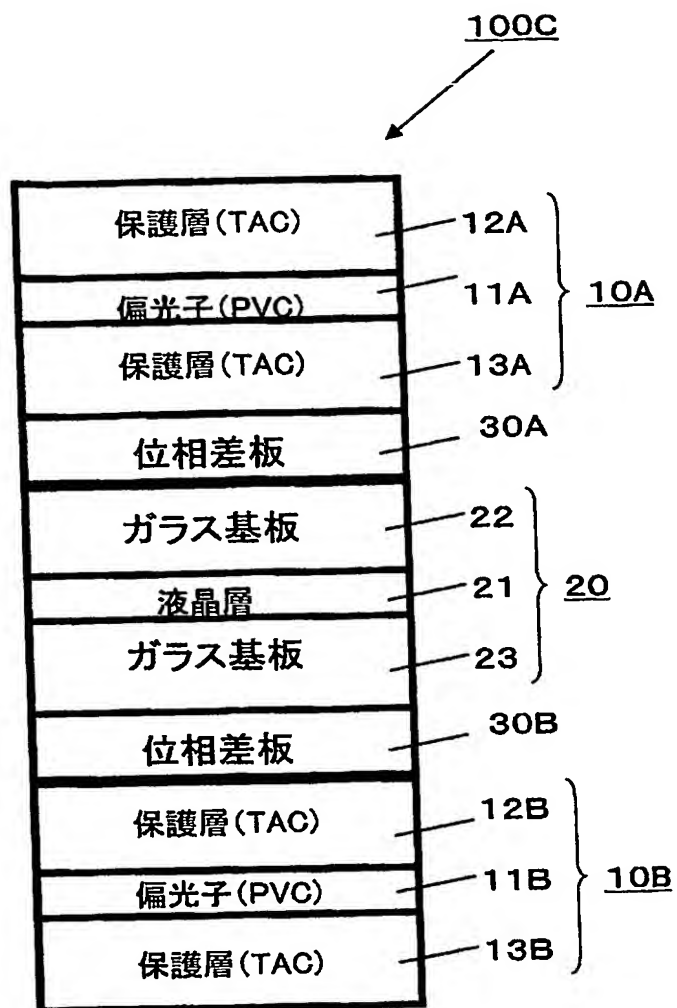 100C
保護層(TAC) 12A
偏光子(PVC) 11A 10A
保護層(TAC) 13A
位相差板 30A
ガラス基板 22
液晶層 21 20
ガラス基板 23
位相差板 30B
保護層(TAC) 12B
偏光子(PVC) 11B 10B
保護層(TAC) 13B